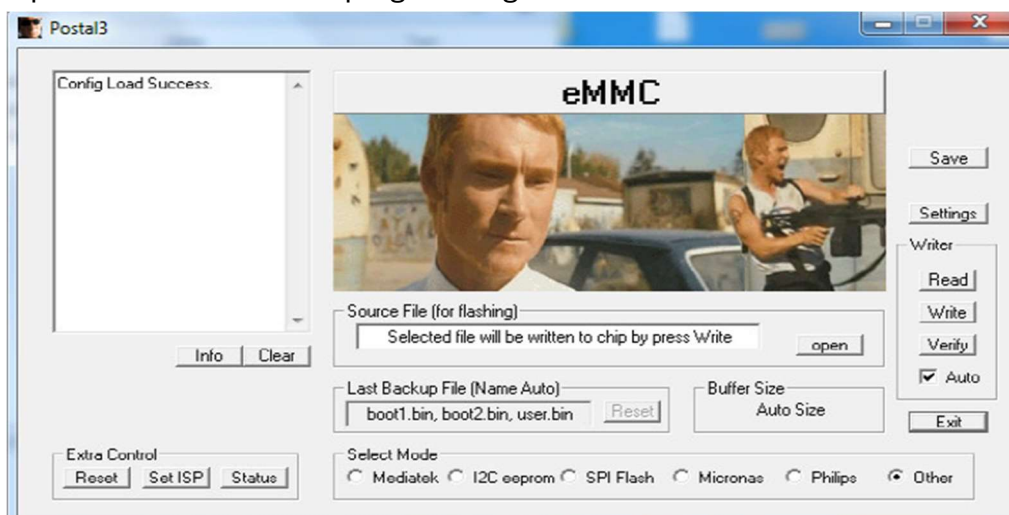 Postal3
Config Load Success.
eMMC
Save
Settings
Writer
Read
Write
Verify
Auto
Exit
Source File (for flashing)
Selected file will be written to chip by press Write
open
Info Clear
Last Backup File (Name Auto)
boot1.bin, boot2.bin, user.bin
Reset
Buffer Size
Auto Size
Extra Control
Reset Set ISP Status
Select Mode
Mediatek I2C eeprom SPI Flash Micronas Philips Other